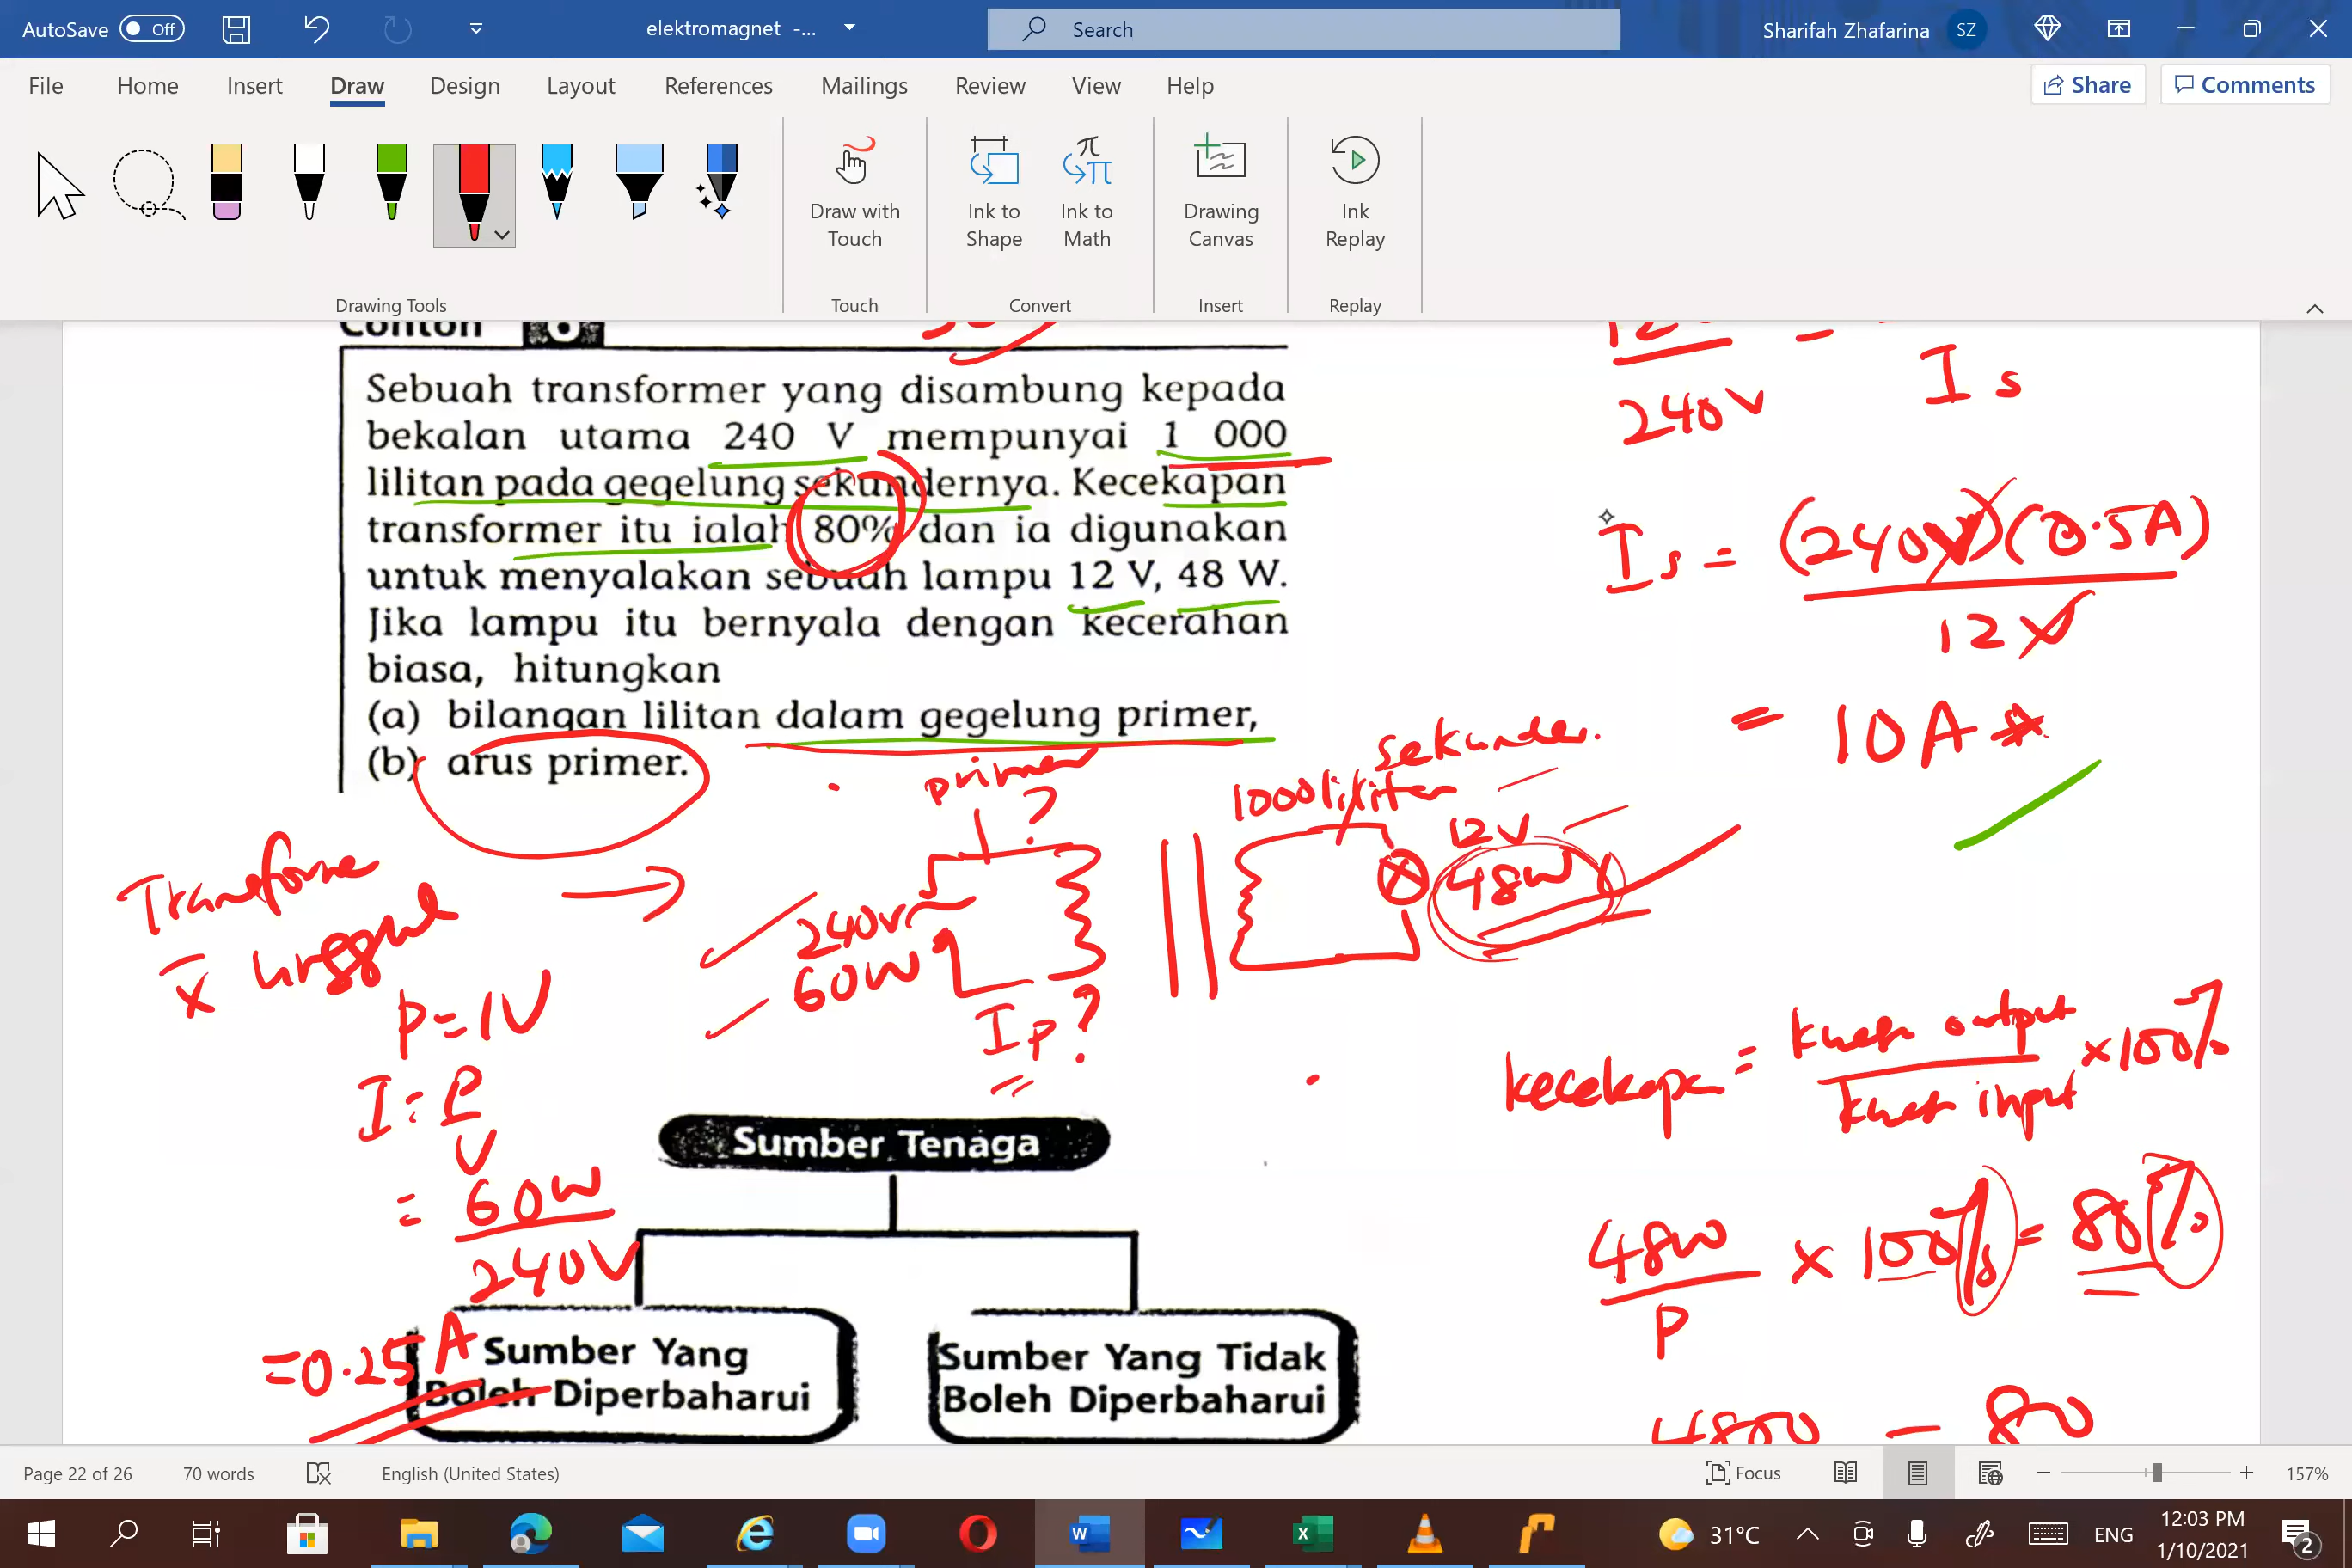 AutoSave Off elektromagnet -... Search Sharifah Zhafarina SZ
File Home Insert Draw Design Layout References Mailings Review View Help Share Comments
Draw with Touch
Ink to Shape
Ink to Math
Drawing Canvas
Ink Replay
Drawing Tools Touch Convert Insert Replay
Contoh
240V
Is
Sebuah transformer yang disambung kepada
bekalan utama 240 V mempunyai 1 000
lilitan pada gegelung sekundernya. Kecekapan
transformer itu ialah 80% dan ia digunakan
untuk menyalakan sebuah lampu 12 V, 48 W.
Jika lampu itu bernyala dengan kecerahan
biasa, hitungkan
(a) bilangan lilitan dalam gegelung primer,
(b) arus primer.
Is = (240V)(0.5A)
12V
= 10A
primer
?
sekunder.
1000 lilitan
12V
48W
240V
60W
Ip?
Transformer
x unggul
P=IV
I=P
V
= 60W
240V
=0.25A
kecekapan = kuasa output x100%
kuasa input
48W x 100% = 80%
P
4800 = 80
Sumber Tenaga
Sumber Yang
Boleh Diperbaharui
Sumber Yang Tidak
Boleh Diperbaharui
Page 22 of 26 70 words English (United States) Focus 157%
31°C ENG 12:03 PM
1/10/2021 2